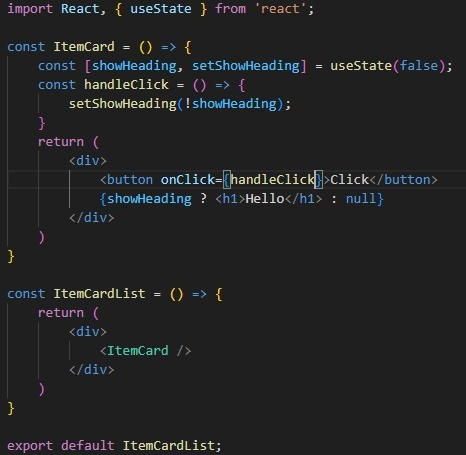 import React, { useState } from 'react';

const ItemCard = () => {
    const [showHeading, setShowHeading] = useState(false);
    const handleClick = () => {
        setShowHeading(!showHeading);
    }
    return (
        <div>
            <button onClick={handleClick}>Click</button>
            {showHeading ? <h1>Hello</h1> : null}
        </div>
    )
}

const ItemCardList = () => {
    return (
        <div>
            <ItemCard />
        </div>
    )
}

export default ItemCardList;